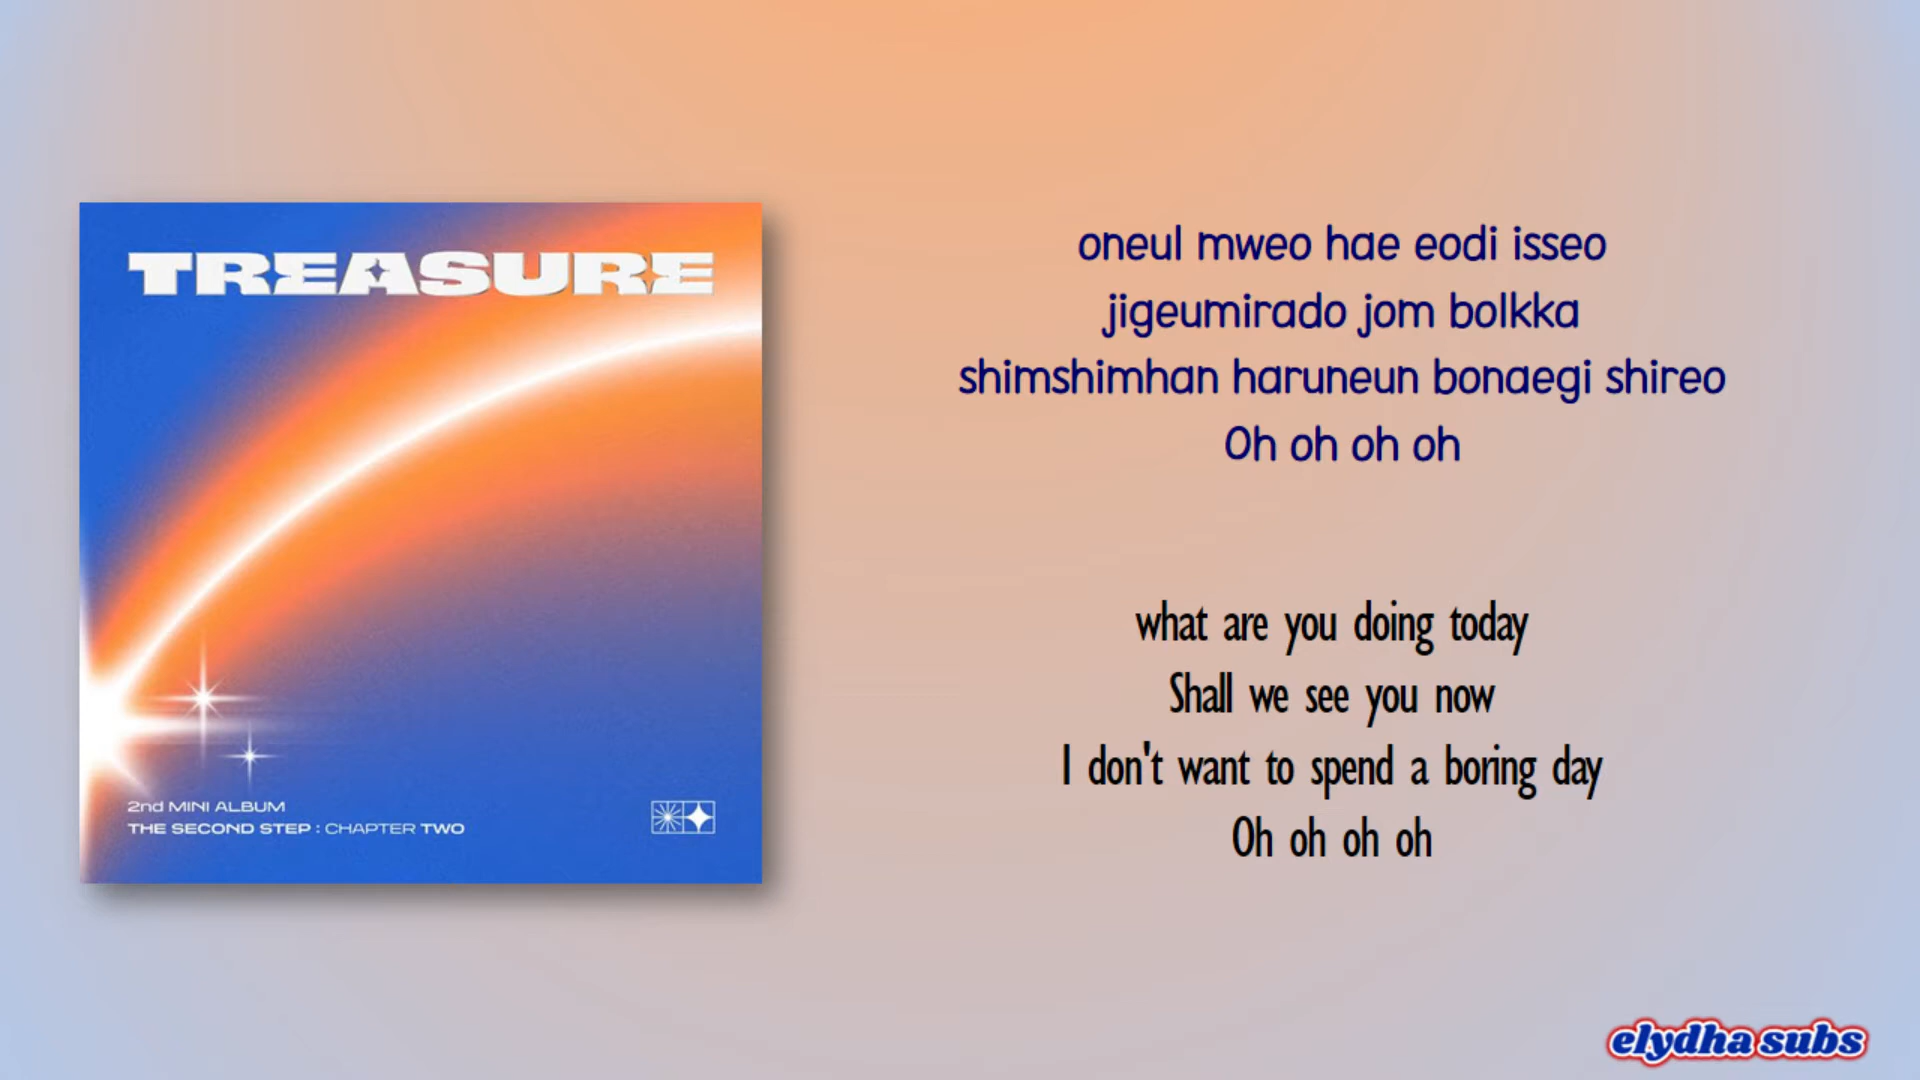 TREASURE
2nd MINI ALBUM
THE SECOND STEP : CHAPTER TWO
oneul mweo hae eodi isseo
jigeumirado jom bolkka
shimshimhan haruneun bonaegi shireo
Oh oh oh oh
what are you doing today
Shall we see you now
I don't want to spend a boring day
Oh oh oh oh
elydha subs